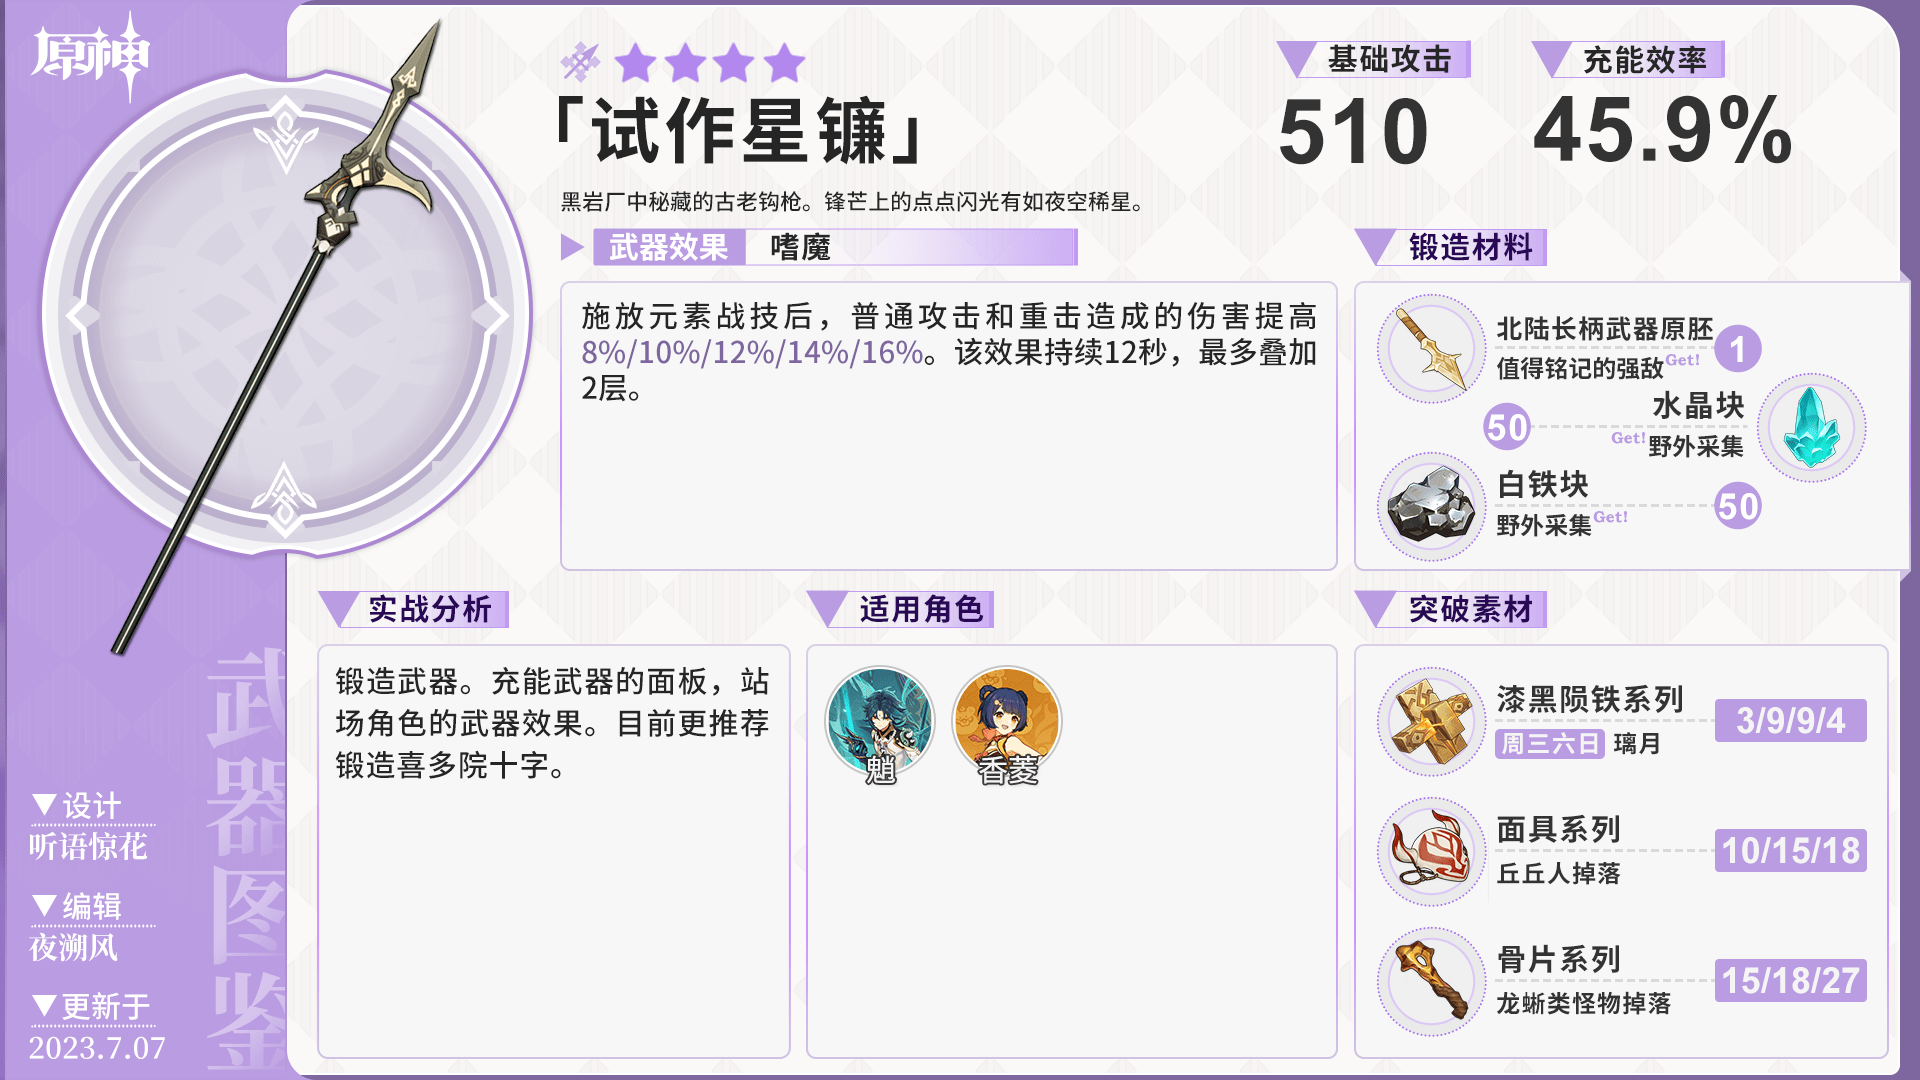 原神
「试作星镰」
黑岩厂中秘藏的古老钩枪。锋芒上的点点闪光有如夜空稀星。
基础攻击
510
充能效率
45.9%
武器效果
嗜魔
施放元素战技后，普通攻击和重击造成的伤害提高
8%/10%/12%/14%/16%。该效果持续12秒，最多叠加
2层。
锻造材料
北陆长柄武器原胚
值得铭记的强敌Get!
1
水晶块
50
Get!野外采集
白铁块
野外采集Get!
50
实战分析
锻造武器。充能武器的面板，站
场角色的武器效果。目前更推荐
锻造喜多院十字。
适用角色
魈
香菱
突破素材
漆黑陨铁系列
周三六日 璃月
3/9/9/4
面具系列
丘丘人掉落
10/15/18
骨片系列
龙蜥类怪物掉落
15/18/27
武器图鉴
▼设计
听语惊花
▼编辑
夜溯风
▼更新于
2023.7.07